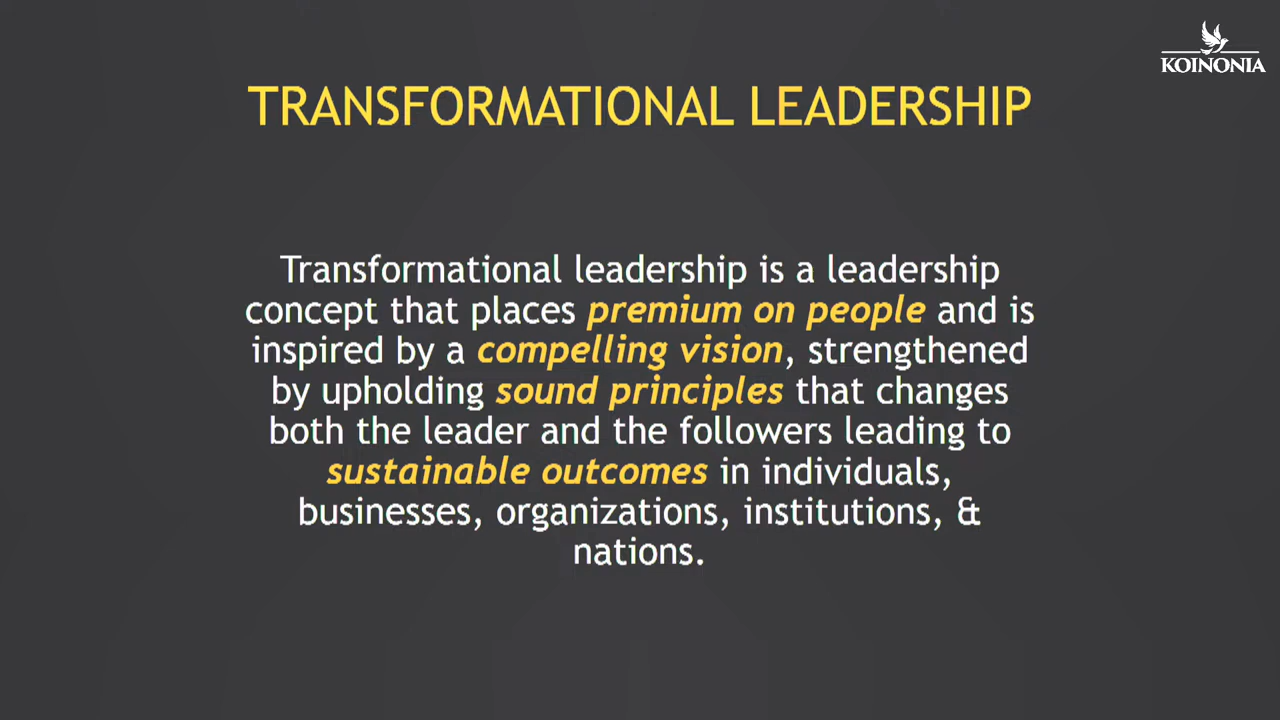 KOINONIA
TRANSFORMATIONAL LEADERSHIP
Transformational leadership is a leadership
concept that places premium on people and is
inspired by a compelling vision, strengthened
by upholding sound principles that changes
both the leader and the followers leading to
sustainable outcomes in individuals,
businesses, organizations, institutions, &
nations.